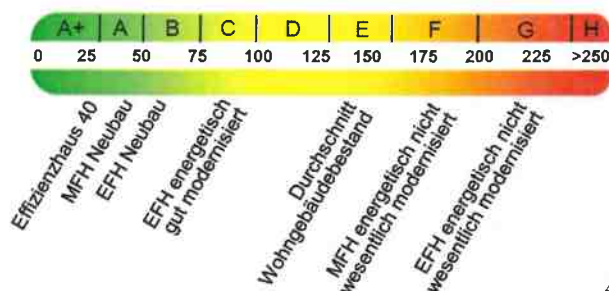 A+ A B C D E F G H
0 25 50 75 100 125 150 175 200 225 >250
Effizienzhaus 40
MFH Neubau
EFH Neubau
EFH energetisch
gut modernisiert
Durchschnitt
Wohngebäudebestand
MFH energetisch nicht
wesentlich modernisiert
EFH energetisch nicht
wesentlich modernisiert